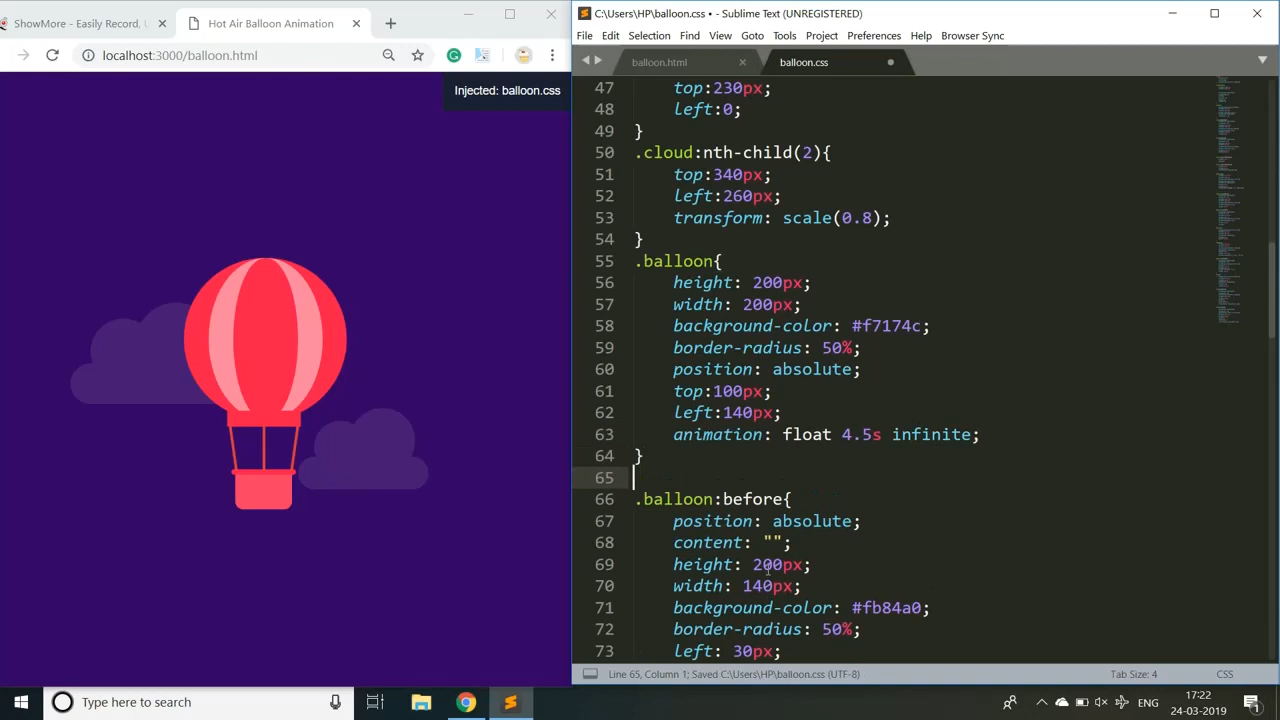 ShowMore - Easily Record,
Hot Air Balloon Animation
localhost:3000/balloon.html
Injected: balloon.css
C:\Users\HP\balloon.css • - Sublime Text (UNREGISTERED)
File Edit Selection Find View Goto Tools Project Preferences Help Browser Sync
balloon.html
balloon.css
47 top:230px;
48 left:0;
49 }
50 .cloud:nth-child(2){
51 top:340px;
52 left:260px;
53 transform: scale(0.8);
54 }
55 .balloon{
56 height: 200px;
57 width: 200px;
58 background-color: #f7174c;
59 border-radius: 50%;
60 position: absolute;
61 top:100px;
62 left:140px;
63 animation: float 4.5s infinite;
64 }
65
66 .balloon:before{
67 position: absolute;
68 content: "";
69 height: 200px;
70 width: 140px;
71 background-color: #fb84a0;
72 border-radius: 50%;
73 left: 30px;
Line 65, Column 1; Saved C:\Users\HP\balloon.css (UTF-8)
Tab Size: 4
CSS
Type here to search
ENG
17:22
24-03-2019
1